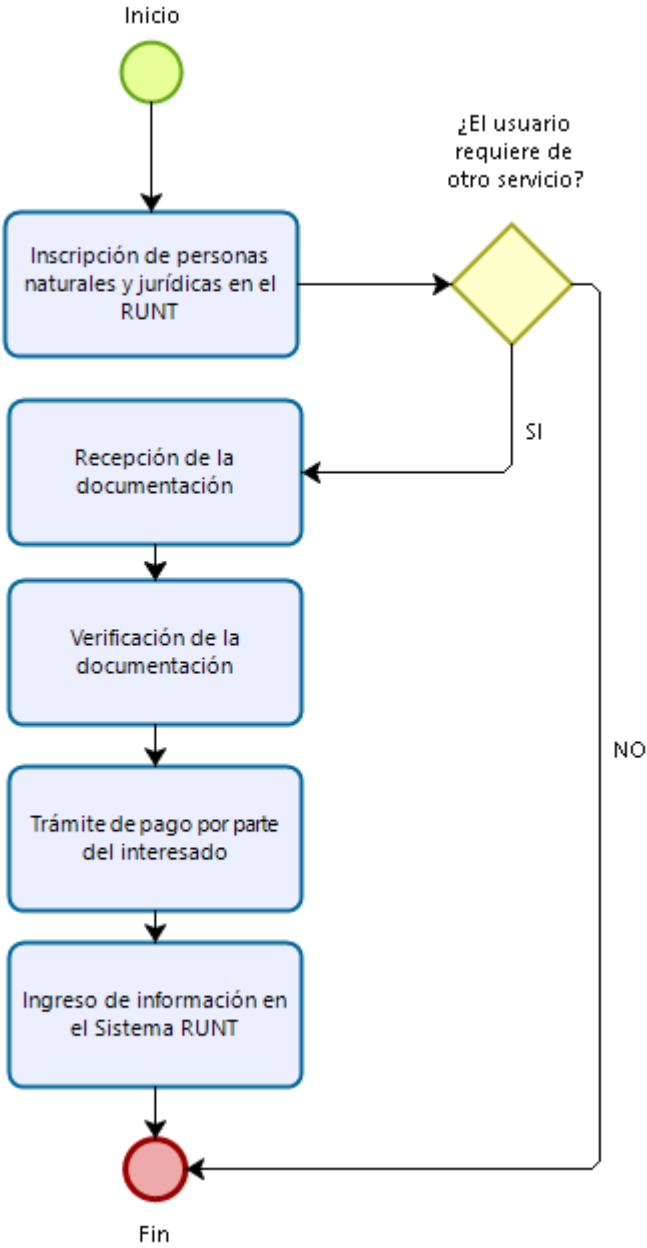 Inicio
¿El usuario
requiere de
otro servicio?
Inscripción de personas
naturales y jurídicas en el
RUNT
SI
Recepción de la
documentación
Verificación de la
documentación
NO
Trámite de pago por parte
del interesado
Ingreso de información en
el Sistema RUNT
Fin